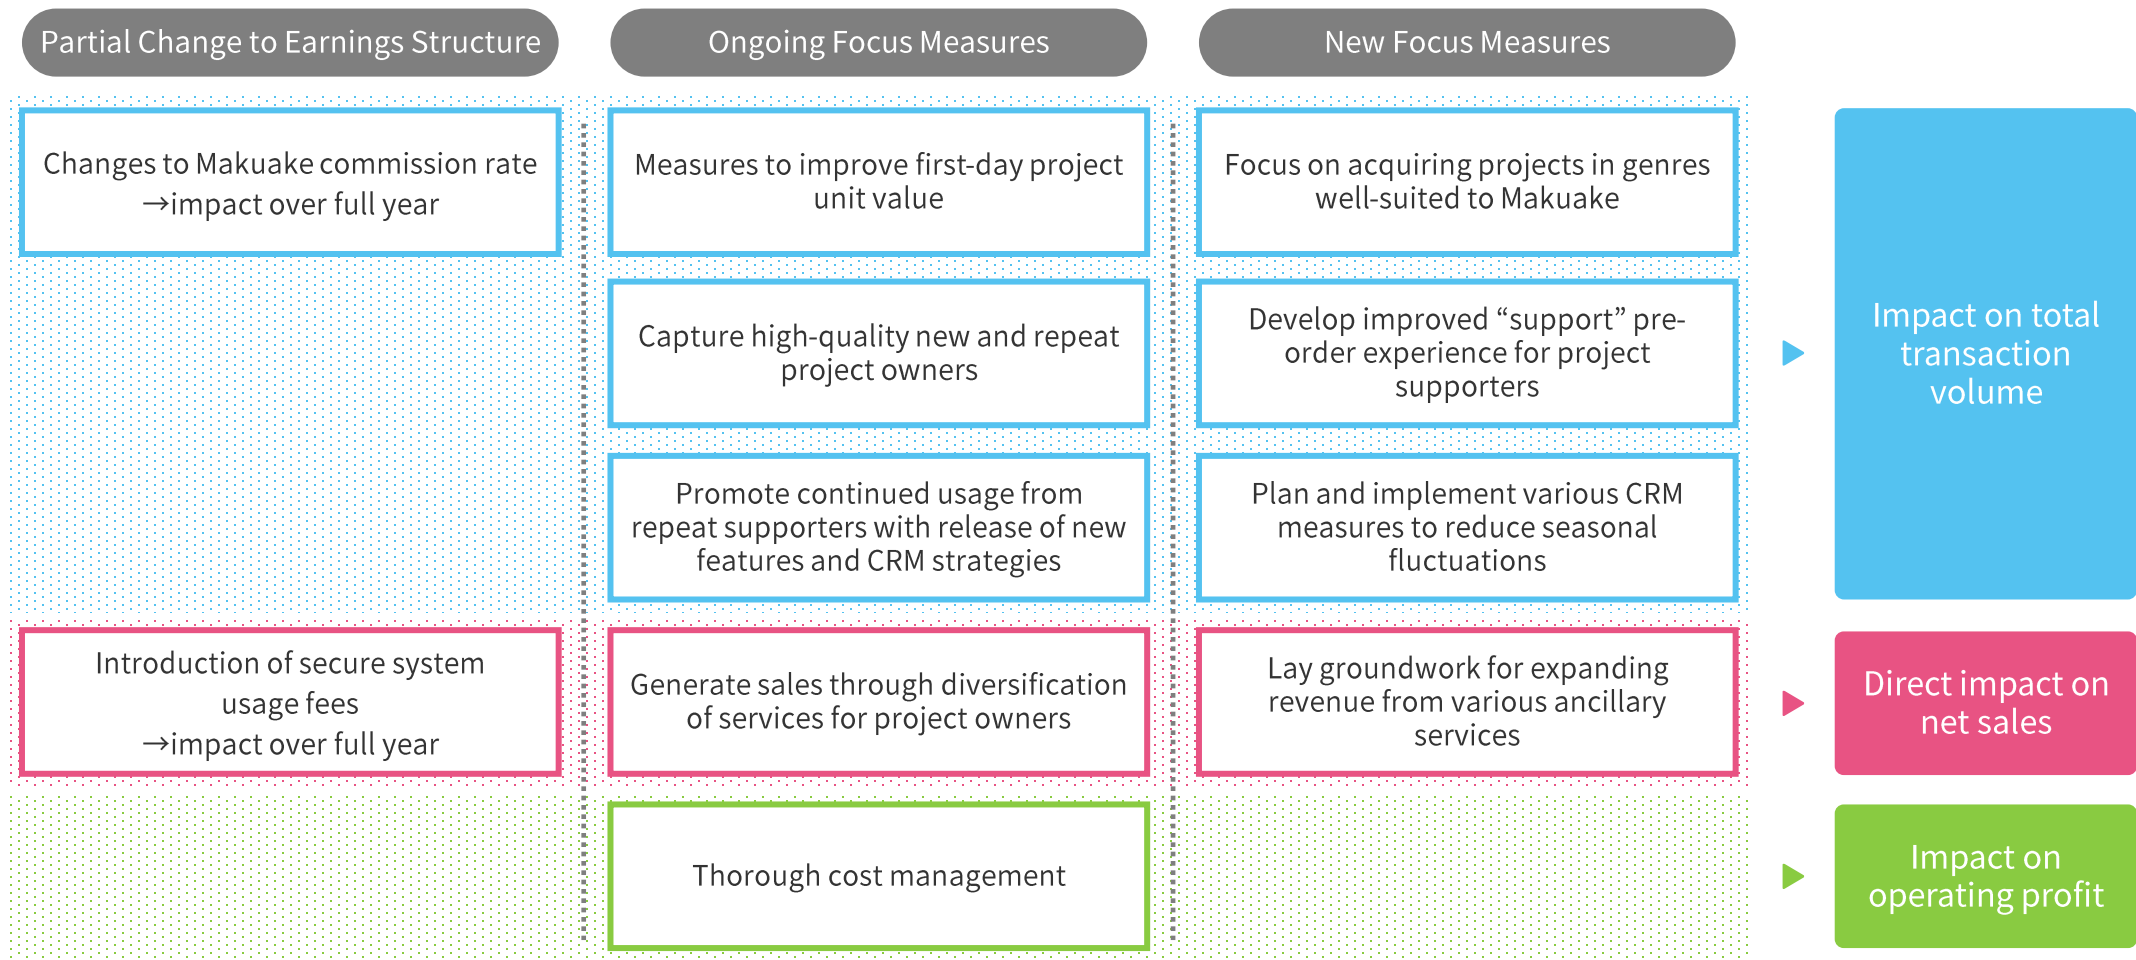 Partial Change to Earnings Structure
Ongoing Focus Measures
New Focus Measures
Changes to Makuake commission rate
→impact over full year
Measures to improve first-day project
unit value
Focus on acquiring projects in genres
well-suited to Makuake
Capture high-quality new and repeat
project owners
Develop improved “support” pre-
order experience for project
supporters
Promote continued usage from
repeat supporters with release of new
features and CRM strategies
Plan and implement various CRM
measures to reduce seasonal
fluctuations
Impact on total
transaction
volume
Introduction of secure system
usage fees
→impact over full year
Generate sales through diversification
of services for project owners
Lay groundwork for expanding
revenue from various ancillary
services
Direct impact on
net sales
Thorough cost management
Impact on
operating profit